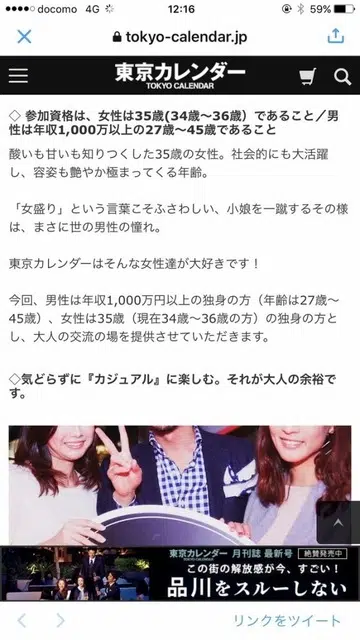 docomo 4G 12:16 59%
tokyo-calendar.jp
東京カレンダー
TOKYO CALENDAR
◇ 参加資格は、女性は35歳(34歳〜36歳）であること／男
性は年収1,000万以上の27歳〜45歳であること
酸いも甘いも知りつくした35歳の女性。社会的にも大活躍
し、容姿も艶やか極まってくる年齢。
「女盛り」という言葉こそふさわしい、小娘を一蹴するその様
は、まさに世の男性の憧れ。
東京カレンダーはそんな女性達が大好きです！
今回、男性は年収1,000万円以上の独身の方（年齢は27歳〜
45歳）、女性は35歳（現在34歳〜36歳の方）の独身の方と
し、大人の交流の場を提供させていただきます。
◇気どらずに『カジュアル』に楽しむ。それが大人の余裕で
す。
東京カレンダー 月刊誌 最新号 絶賛発売中
この街の解放感が今、すごい！
品川をスルーしない
リンクをツイート